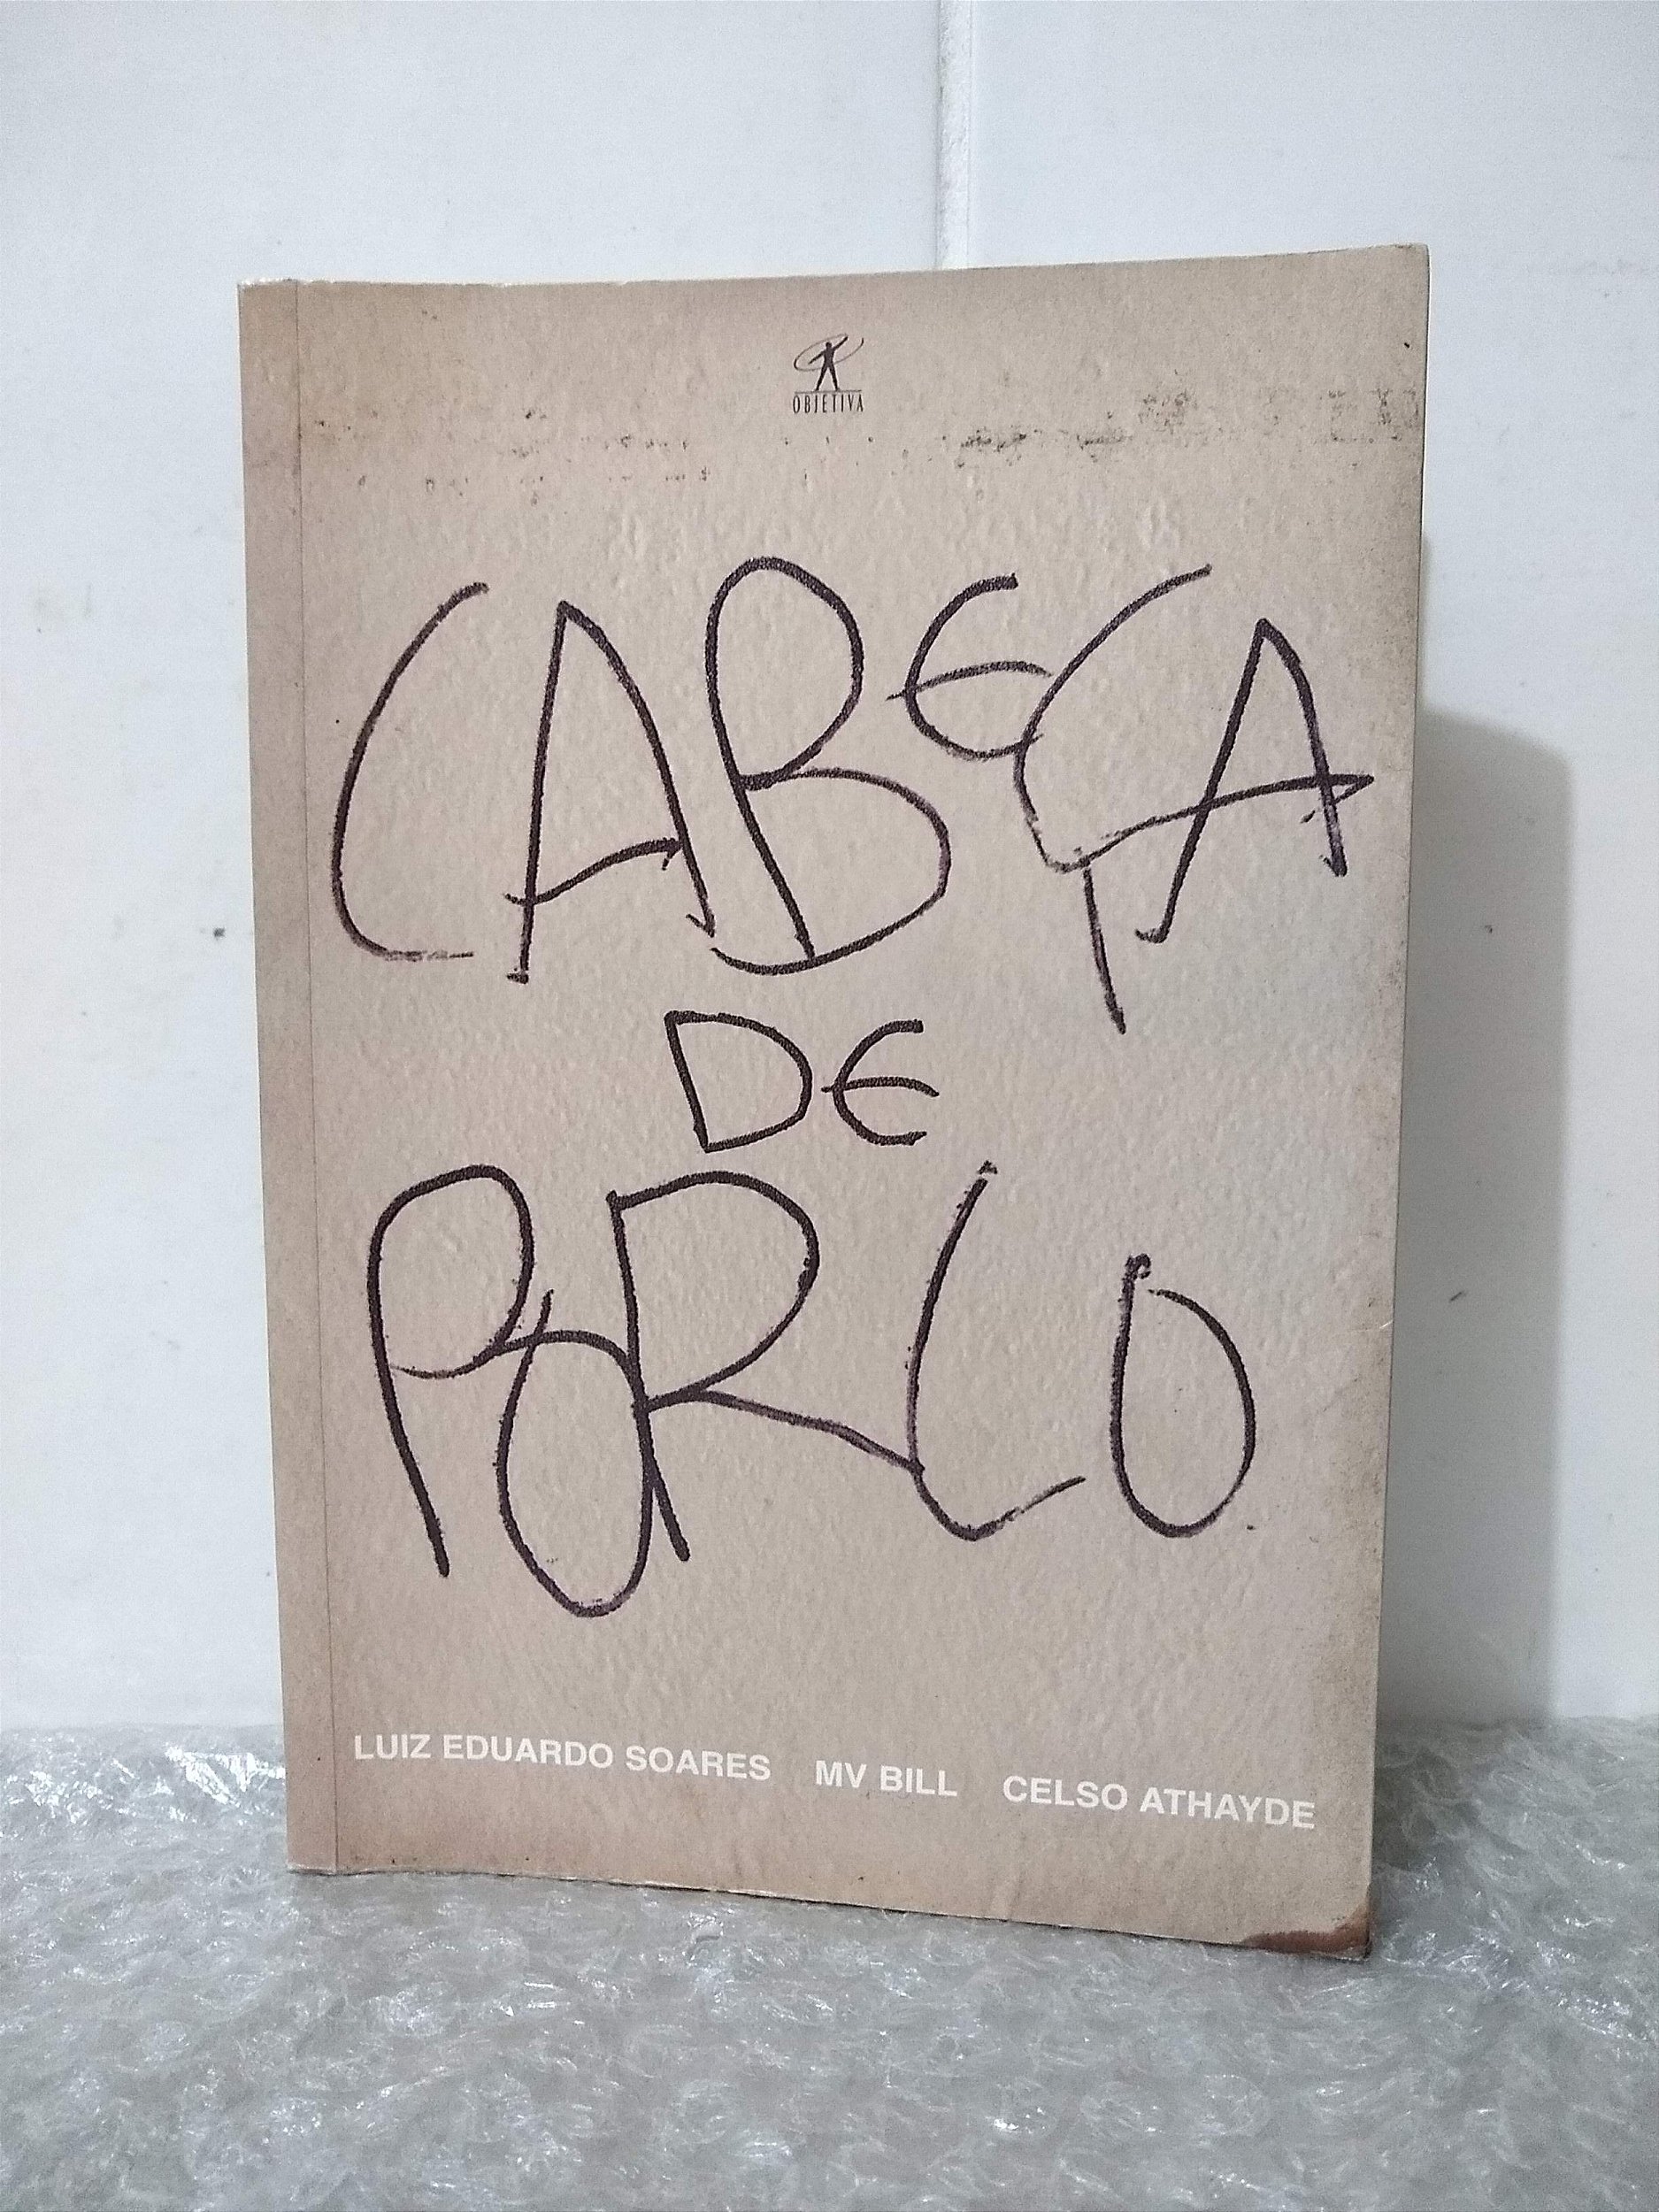 OBJETIVA
CABEÇA
DE
PORCO
LUIZ EDUARDO SOARES MV BILL CELSO ATHAYDE